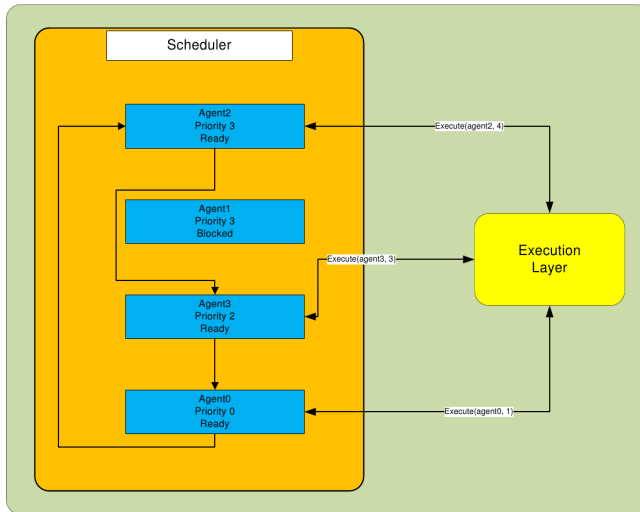 Scheduler
Agent2
Priority 3
Ready
Execute(agent2, 4)
Agent1
Priority 3
Blocked
Execute(agent3, 3)
Execution
Layer
Agent3
Priority 2
Ready
Agent0
Priority 0
Ready
Execute(agent0, 1)